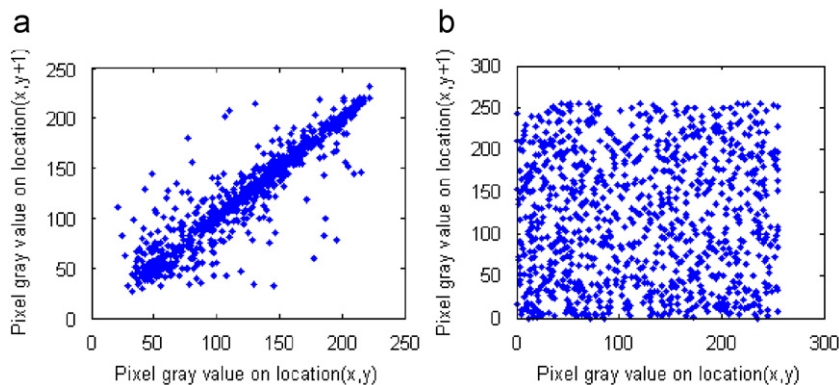 a
Pixel gray value on location(x,y+1)
250
200
150
100
50
0
0 50 100 150 200 250
Pixel gray value on location(x,y)
b
Pixel gray value on location(x,y+1)
300
250
200
150
100
50
0
0 100 200 300
Pixel gray value on location(x,y)